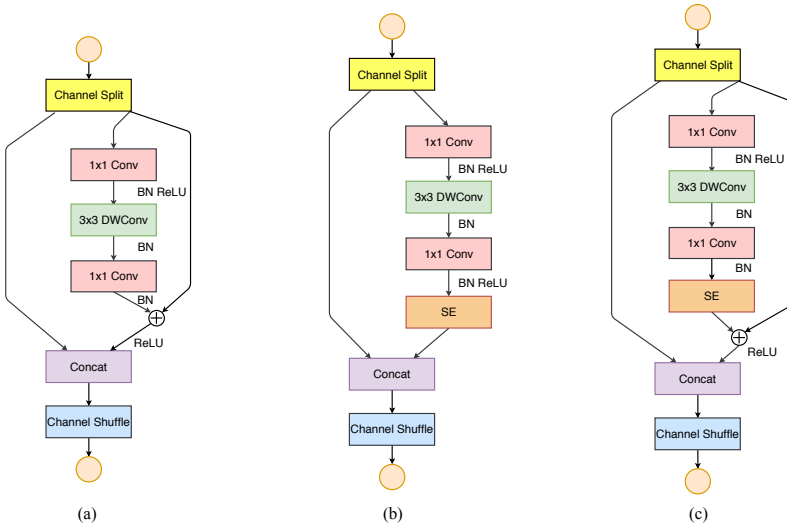 Channel Split
1x1 Conv
BN ReLU
3x3 DWConv
BN
1x1 Conv
BN
ReLU
Concat
Channel Shuffle
(a)
Channel Split
1x1 Conv
BN ReLU
3x3 DWConv
BN
1x1 Conv
BN ReLU
SE
Concat
Channel Shuffle
(b)
Channel Split
1x1 Conv
BN ReLU
3x3 DWConv
BN
1x1 Conv
BN
SE
ReLU
Concat
Channel Shuffle
(c)